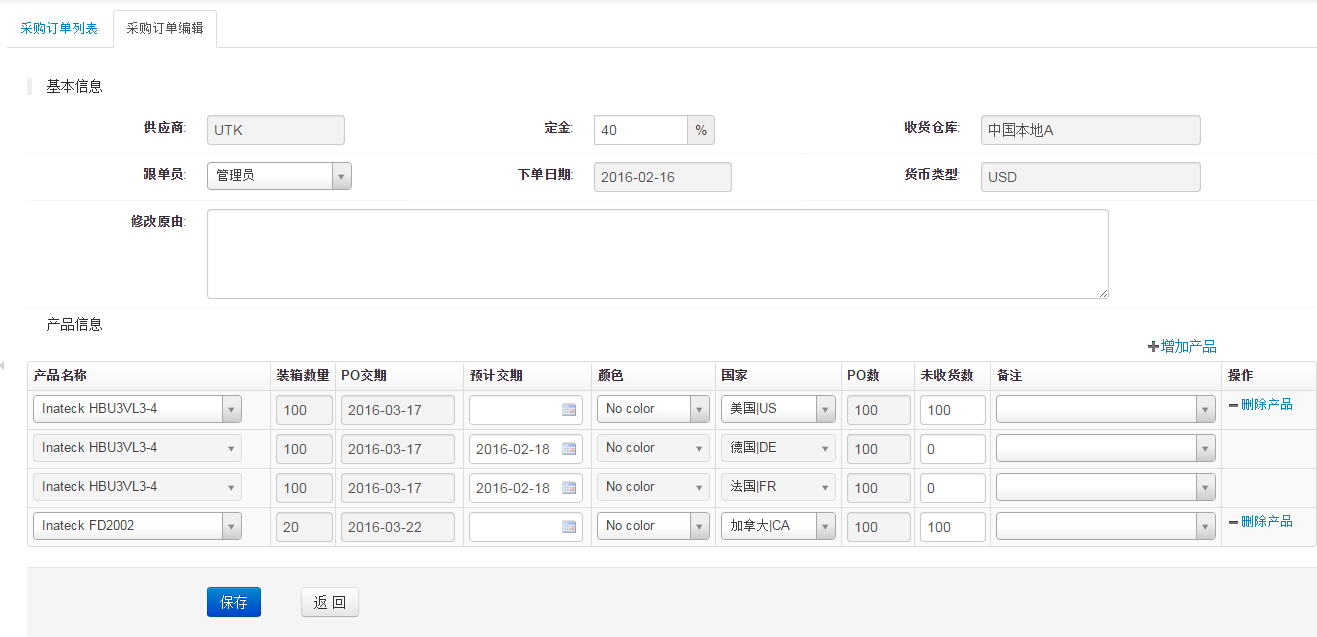 采购订单列表 采购订单编辑
基本信息
供应商: UTK 定金: 40 % 收货仓库: 中国本地A
跟单员: 管理员 下单日期: 2016-02-16 货币类型: USD
修改原由:
产品信息
增加产品
产品名称 装箱数量 PO交期 预计交期 颜色 国家 PO数 未收货数 备注 操作
Inateck HBU3VL3-4 100 2016-03-17 No color 美国|US 100 100 删除产品
Inateck HBU3VL3-4 100 2016-03-17 2016-02-18 No color 德国|DE 100 0
Inateck HBU3VL3-4 100 2016-03-17 2016-02-18 No color 法国|FR 100 0
Inateck FD2002 20 2016-03-22 No color 加拿大|CA 100 100 删除产品
保存 返 回